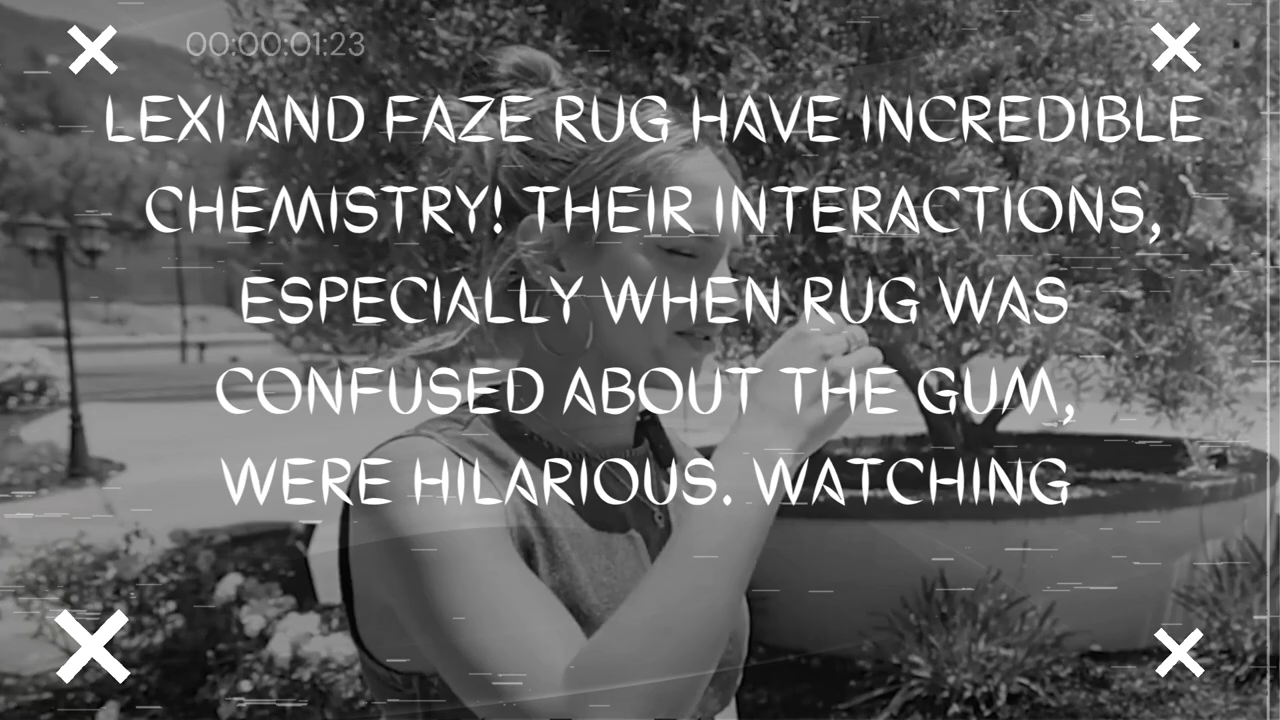 00:00:01:23
LEXI AND FAZE RUG HAVE INCREDIBLE
CHEMISTRY! THEIR INTERACTIONS,
ESPECIALLY WHEN RUG WAS
CONFUSED ABOUT THE GUM,
WERE HILARIOUS. WATCHING